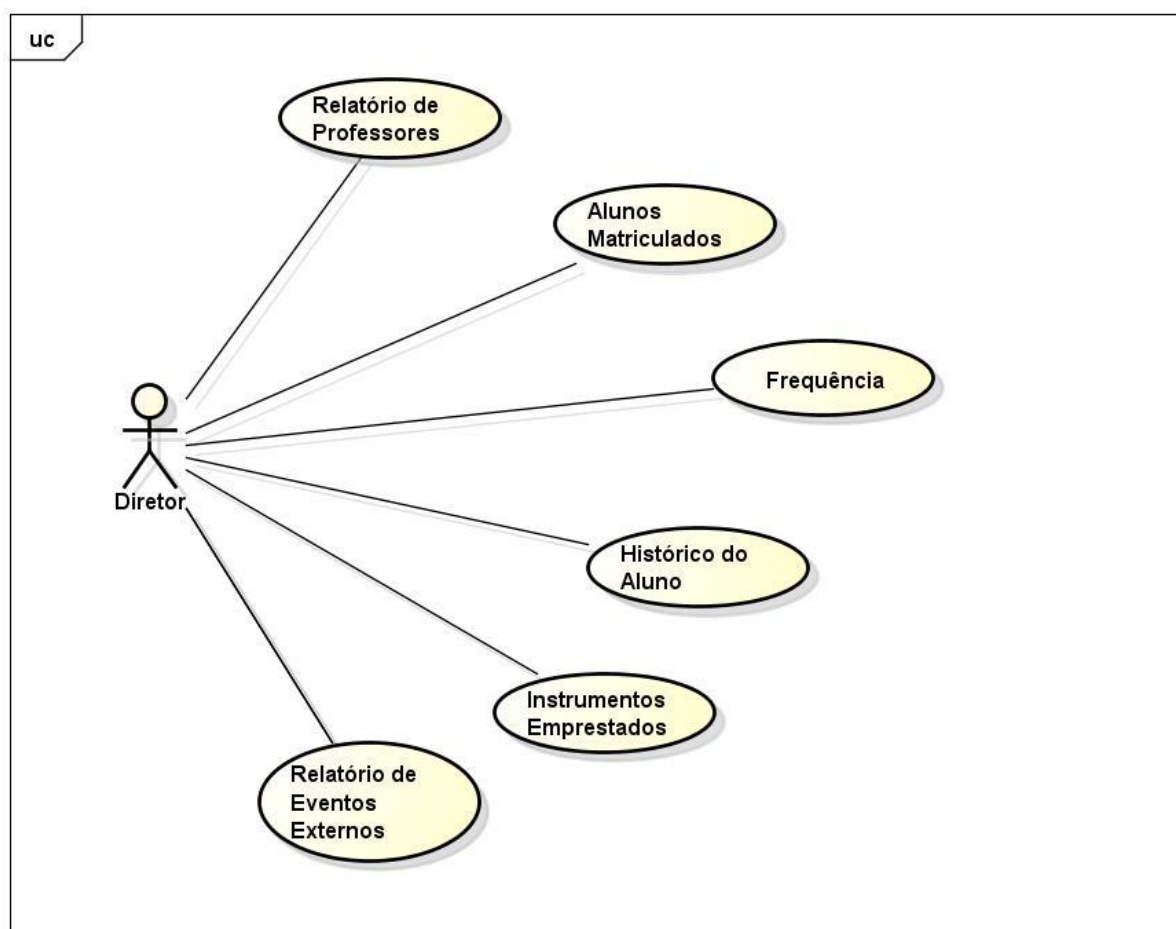 uc
Relatório de
Professores
Alunos
Matriculados
Frequência
Diretor
Histórico do
Aluno
Instrumentos
Emprestados
Relatório de
Eventos
Externos